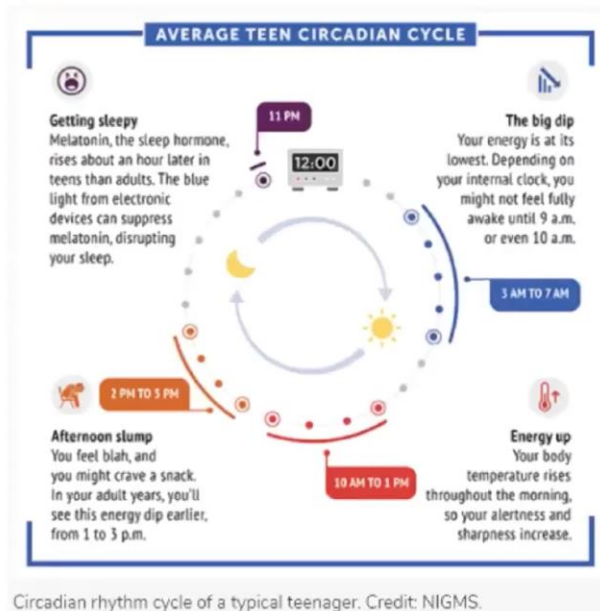 AVERAGE TEEN CIRCADIAN CYCLE
Getting sleepy
Melatonin, the sleep hormone,
rises about an hour later in
teens than adults. The blue
light from electronic
devices can suppress
melatonin, disrupting
your sleep.
11 PM
12:00
The big dip
Your energy is at its
lowest. Depending on
your internal clock, you
might not feel fully
awake until 9 a.m.
or even 10 a.m.
3 AM TO 7 AM
2 PM TO 5 PM
Afternoon slump
You feel blah, and
you might crave a snack.
In your adult years, you'll
see this energy dip earlier,
from 1 to 3 p.m.
10 AM TO 1 PM
Energy up
Your body
temperature rises
throughout the morning,
so your alertness and
sharpness increase.
Circadian rhythm cycle of a typical teenager. Credit: NIGMS.